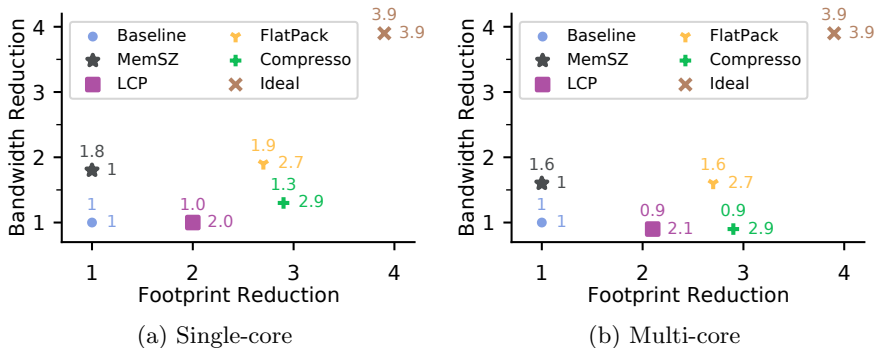 Bandwidth Reduction
4
3
2
1
Baseline
MemSZ
LCP
FlatPack
Compresso
Ideal
3.9
3.9
1.8
1
1.9
2.7
1.3
2.9
1
1
1.0
2.0
1 2 3 4
Footprint Reduction
(a) Single-core
Bandwidth Reduction
4
3
2
1
Baseline
MemSZ
LCP
FlatPack
Compresso
Ideal
3.9
3.9
1.6
1
1.6
2.7
1
1
0.9
2.1
0.9
2.9
1 2 3 4
Footprint Reduction
(b) Multi-core